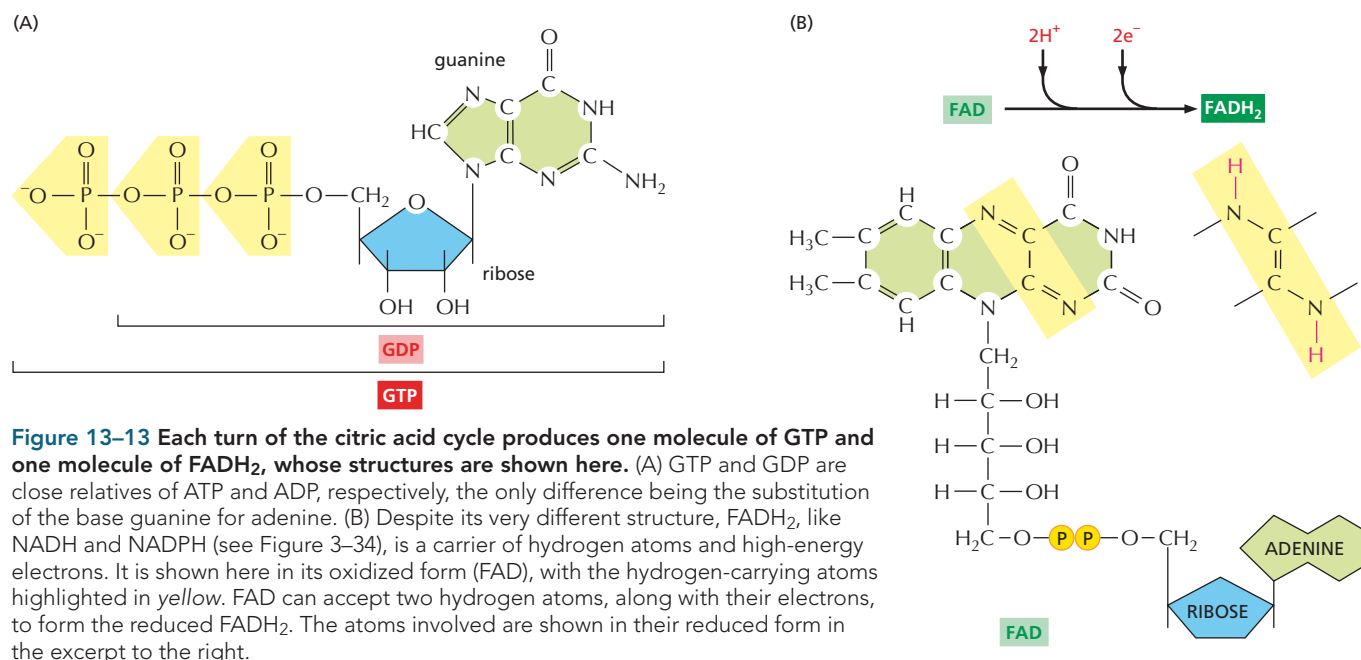 (A)
O
guanine
C
N
C
NH
HC
C
C
N
N
NH₂
O O O
⁻O—P—O—P—O—P—O—CH₂
O⁻ O⁻ O⁻
O
ribose
OH OH
GDP
GTP
Figure 13–13 Each turn of the citric acid cycle produces one molecule of GTP and
one molecule of FADH₂, whose structures are shown here. (A) GTP and GDP are
close relatives of ATP and ADP, respectively, the only difference being the substitution
of the base guanine for adenine. (B) Despite its very different structure, FADH₂, like
NADH and NADPH (see Figure 3–34), is a carrier of hydrogen atoms and high-energy
electrons. It is shown here in its oxidized form (FAD), with the hydrogen-carrying atoms
highlighted in yellow. FAD can accept two hydrogen atoms, along with their electrons,
to form the reduced FADH₂. The atoms involved are shown in their reduced form in
the excerpt to the right.
(B)
2H⁺ 2e⁻
FAD FADH₂
O
H
C N C
H₃C—C C C NH
H₃C—C C C C
C N N O
H
CH₂
H—C—OH
H—C—OH
H—C—OH
H₂C—O—P P—O—CH₂
ADENINE
RIBOSE
FAD
H
N
C
C
N
H